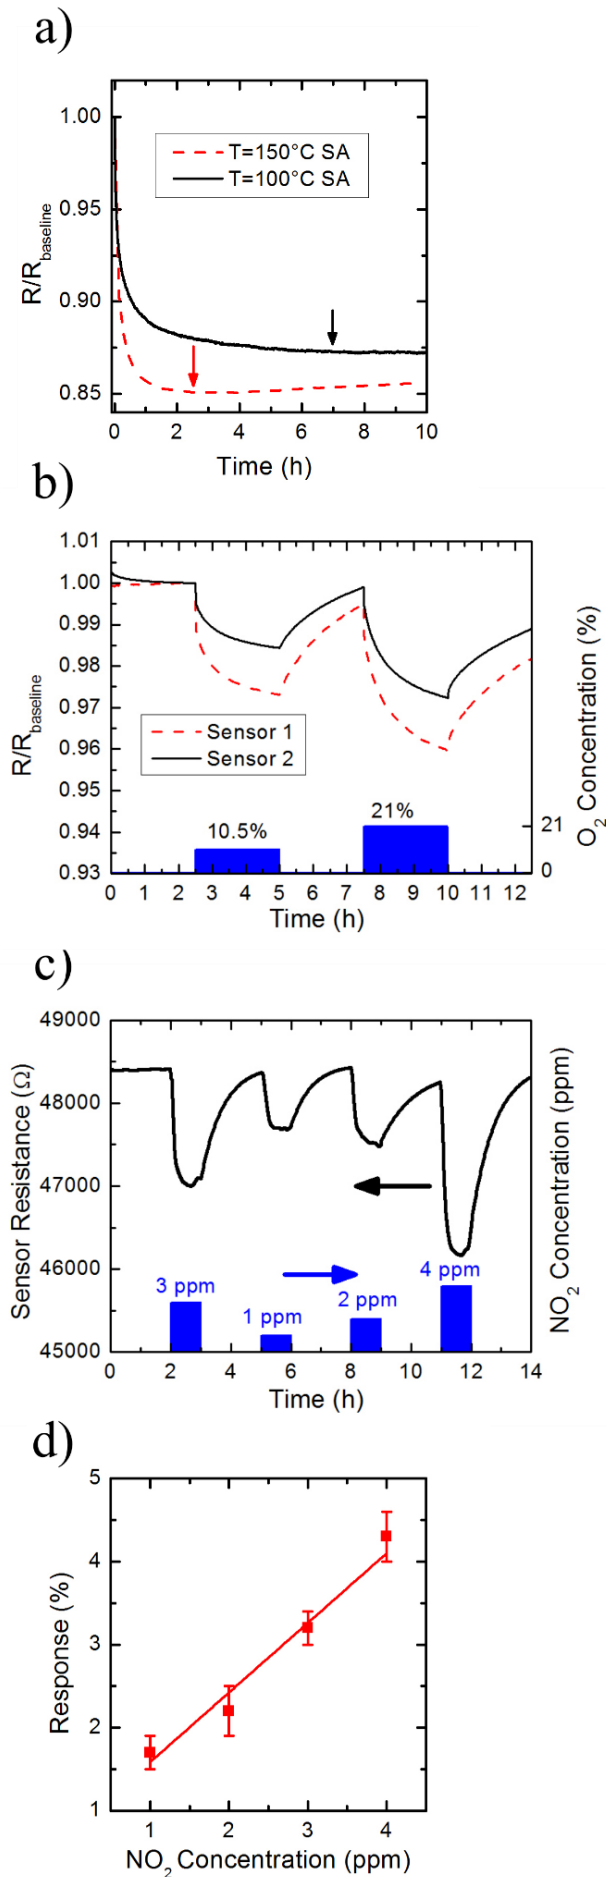 a)
1.00
0.95
0.90
0.85
R/R_baseline
T=150°C SA
T=100°C SA
0 2 4 6 8 10
Time (h)
b)
1.01
1.00
0.99
0.98
0.97
0.96
0.95
0.94
0.93
R/R_baseline
Sensor 1
Sensor 2
10.5%
21%
21
0
O₂ Concentration (%)
0 1 2 3 4 5 6 7 8 9 10 11 12
Time (h)
c)
49000
48000
47000
46000
45000
Sensor Resistance (Ω)
3 ppm
1 ppm
2 ppm
4 ppm
NO₂ Concentration (ppm)
0 2 4 6 8 10 12 14
Time (h)
d)
5
4
3
2
1
Response (%)
1 2 3 4
NO₂ Concentration (ppm)